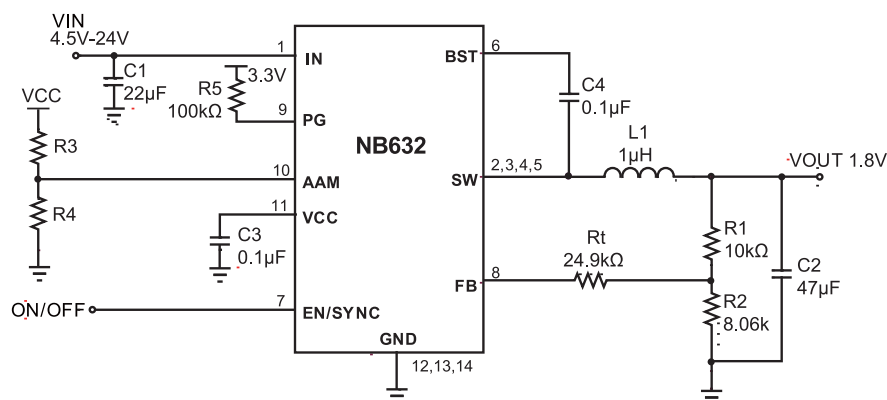 VIN
4.5V-24V
1
IN
C1
22µF
VCC
R3
R4
R5
100kΩ
3.3V
9
PG
10
AAM
11
VCC
C3
0.1µF
ON/OFF
7
EN/SYNC
NB632
GND
12,13,14
BST
6
C4
0.1µF
L1
1µH
SW
2,3,4,5
VOUT 1.8V
Rt
24.9kΩ
FB
8
R1
10kΩ
R2
8.06k
C2
47µF